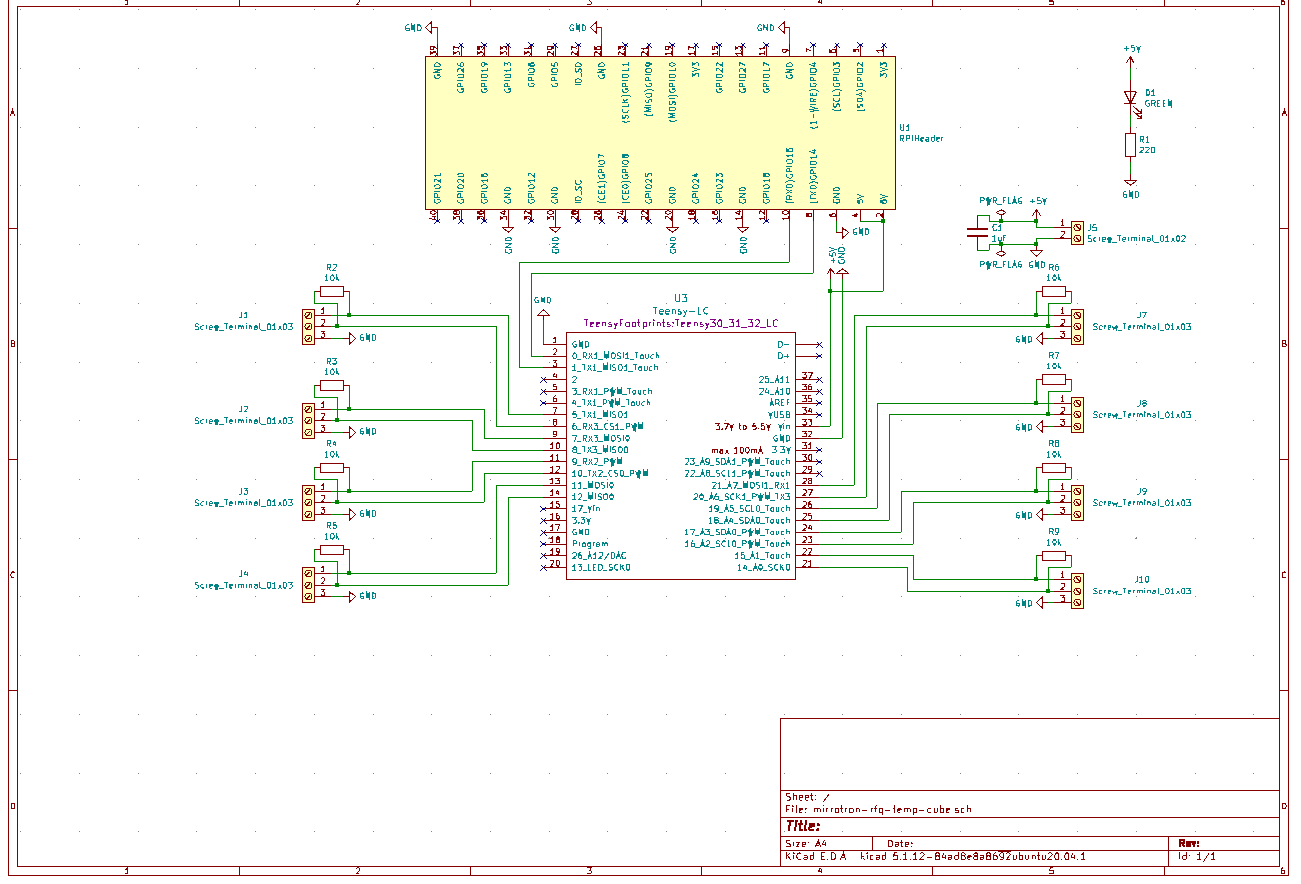 GND
GND
GND
39 37 35 33 31 29 27 25 23 21 19 17 15 13 11 9 7 5 3 1
GND GPIO26 GPIO19 GPIO13 GPIO6 GPIO5 ID_SD GND (SCLK)GPIO11 (MISO)GPIO9 (MOSI)GPIO10 3V3 GPIO22 GPIO27 GPIO17 GND (1-WIRE)GPIO4 (SCL)GPIO3 (SDA)GPIO2 3V3
U1
RPiHeader
GPIO21 GPIO20 GPIO16 GND GPIO12 GND ID_SC (CE1)GPIO7 (CE0)GPIO8 GPIO25 GND GPIO24 GPIO23 GND GPIO18 (RXD)GPIO15 (TXD)GPIO14 GND 5V 5V
40 38 36 34 32 30 28 26 24 22 20 18 16 14 12 10 8 6 4 2
GND GND GND GND GND
+5V GND
+5V
D1
GREEN
R1
220
GND
PWR_FLAG +5V
C1
1uF
1
2
J5
Screw_Terminal_01x02
PWR_FLAG GND
R2
10k
J1
Screw_Terminal_01x03
1
2
3
GND
R3
10k
J2
Screw_Terminal_01x03
1
2
3
GND
R4
10k
J3
Screw_Terminal_01x03
1
2
3
GND
R5
10k
J4
Screw_Terminal_01x03
1
2
3
GND
GND
U3
Teensy-LC
TeensyFootprints:Teensy30_31_32_LC
1 GND
2 0_RX1_MOSI1_Touch
3 1_TX1_MISO1_Touch
4 2
5 3_RX1_PWM_Touch
6 4_TX1_PWM_Touch
7 5_TX1_MISO1
8 6_RX3_CS1_PWM
9 7_RX3_MOSI0
10 8_TX3_MISO0
11 9_RX2_PWM
12 10_TX2_CS0_PWM
13 11_MOSI0
14 12_MISO0
15 17_Vin
16 3.3V
17 GND
18 Program
19 26_A12/DAC
20 13_LED_SCK0
D-
D+
25_A11 37
24_A10 36
AREF 35
VUSB 34
3.7V to 5.5V Vin 33
GND 32
max 100mA 3.3V 31
23_A9_SDA1_PWM_Touch 30
22_A8_SCL1_PWM_Touch 29
21_A7_MOSI1_RX1 28
20_A6_SCK1_PWM_TX3 27
19_A5_SCL0_Touch 26
18_A4_SDA0_Touch 25
17_A3_SDA0_PWM_Touch 24
16_A2_SCL0_PWM_Touch 23
15_A1_Touch 22
14_A0_SCK0 21
R6
10k
1
2
3
GND
J7
Screw_Terminal_01x03
R7
10k
1
2
3
GND
J8
Screw_Terminal_01x03
R8
10k
1
2
3
GND
J9
Screw_Terminal_01x03
R9
10k
1
2
3
GND
J10
Screw_Terminal_01x03
A
B
C
D
A
B
C
D
1 2 3 4 5 6
Sheet: /
File: mirrotron-rfq-temp-cube.sch
Title:
Size: A4 Date: Rev:
KiCad E.D.A. kicad 5.1.12-84ad8e8a86~92~ubuntu20.04.1 Id: 1/1